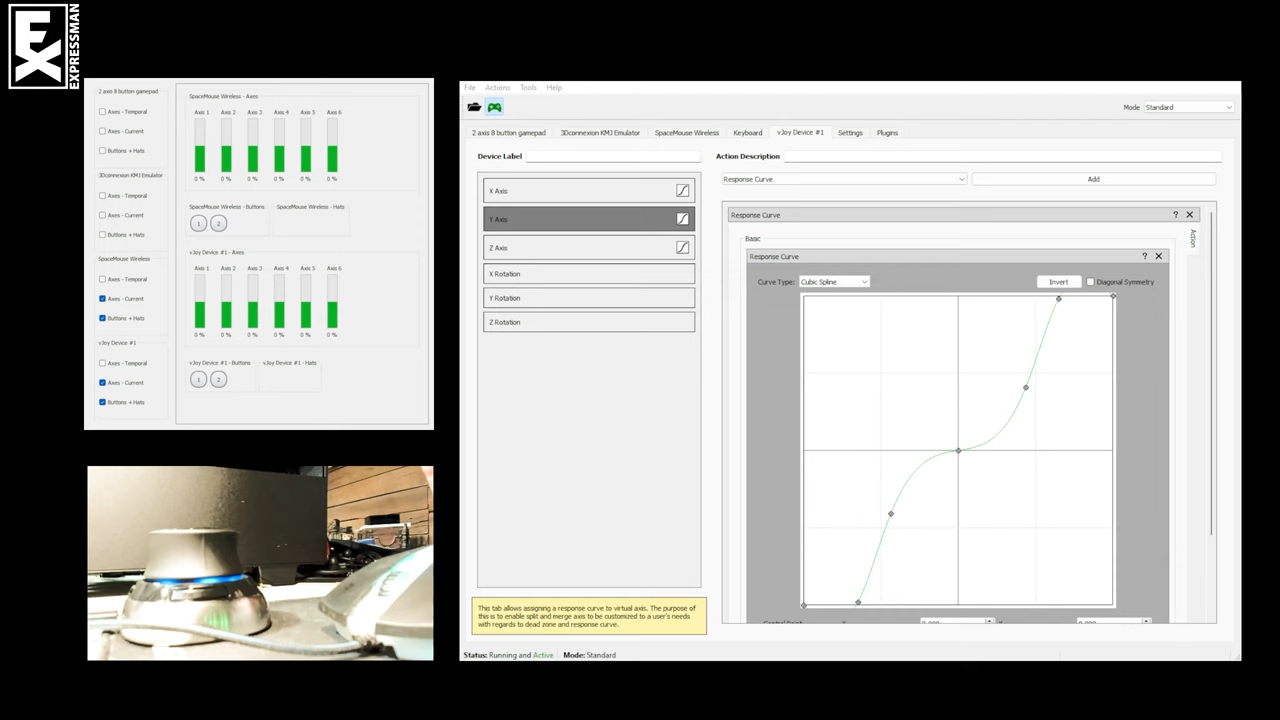 EX
EXPRESSMAN
2 axis 8 button gamepad
Axes - Temporal
Axes - Current
Buttons + Hats
3Dconnexion KMJ Emulator
Axes - Temporal
Axes - Current
Buttons + Hats
SpaceMouse Wireless
Axes - Temporal
Axes - Current
Buttons + Hats
vJoy Device #1
Axes - Temporal
Axes - Current
Buttons + Hats
SpaceMouse Wireless - Axes
Axis 1 Axis 2 Axis 3 Axis 4 Axis 5 Axis 6
0 % 0 % 0 % 0 % 0 % 0 %
SpaceMouse Wireless - Buttons SpaceMouse Wireless - Hats
1 2
vJoy Device #1 - Axes
Axis 1 Axis 2 Axis 3 Axis 4 Axis 5 Axis 6
0 % 0 % 0 % 0 % 0 % 0 %
vJoy Device #1 - Buttons vJoy Device #1 - Hats
1 2
File Actions Tools Help
Mode Standard
2 axis 8 button gamepad 3Dconnexion KMJ Emulator SpaceMouse Wireless Keyboard vJoy Device #1 Settings Plugins
Device Label
X Axis
Y Axis
Z Axis
X Rotation
Y Rotation
Z Rotation
This tab allows assigning a response curve to virtual axis. The purpose
of this is to enable split and merge axis to be customized to a user's needs
with regards to dead zone and response curve.
Action Description
Response Curve Add
Response Curve ? ×
Action
Basic
Response Curve ? ×
Curve Type: Cubic Spline Invert Diagonal Symmetry
Control Point X 0.000 Y 0.000
Status: Running and Active Mode: Standard